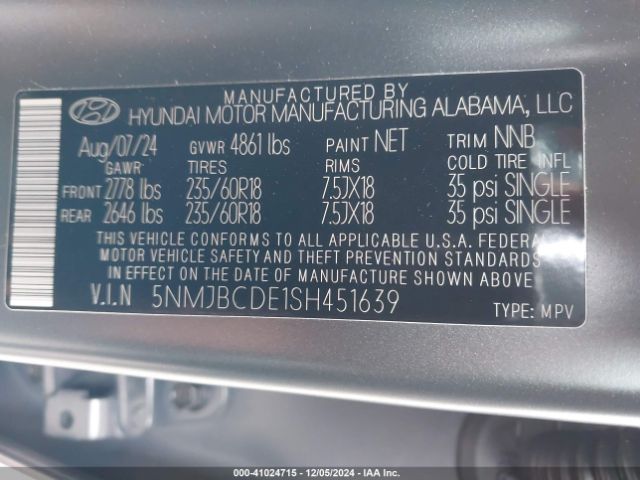 MANUFACTURED BY
HYUNDAI MOTOR MANUFACTURING ALABAMA, LLC
Aug/07/24 GVWR 4861 lbs PAINT NET TRIM NNB
GAWR TIRES RIMS COLD TIRE INFL
FRONT 2778 lbs 235/60R18 7.5JX18 35 psi SINGLE
REAR 2646 lbs 235/60R18 7.5JX18 35 psi SINGLE
THIS VEHICLE CONFORMS TO ALL APPLICABLE U.S.A. FEDERA
MOTOR VEHICLE SAFETY AND THEFT PREVENTION STANDARDS
IN EFFECT ON THE DATE OF MANUFACTURE SHOWN ABOVE
V.I.N 5NMJBCDE1SH451639 TYPE: MPV
000-41024715 - 12/05/2024 - IAA Inc.